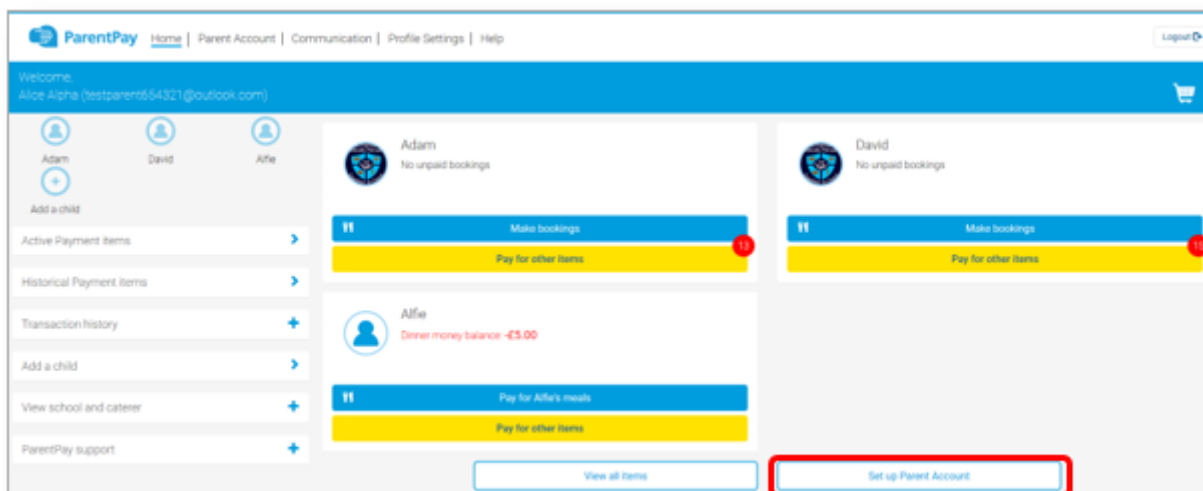 ParentPay Home | Parent Account | Communication | Profile Settings | Help
Logout
Welcome,
Alice Alpha (testparent654321@outlook.com)
Adam David Alfie
Add a child
Active Payment items
Historical Payment items
Transaction history
Add a child
View school and caterer
ParentPay support
Adam
No unpaid bookings
Make bookings
13
Pay for other items
David
No unpaid bookings
Make bookings
Pay for other items
Alfie
Dinner money balance: -£5.00
Pay for Alfie's meals
Pay for other items
View all items
Set up Parent Account